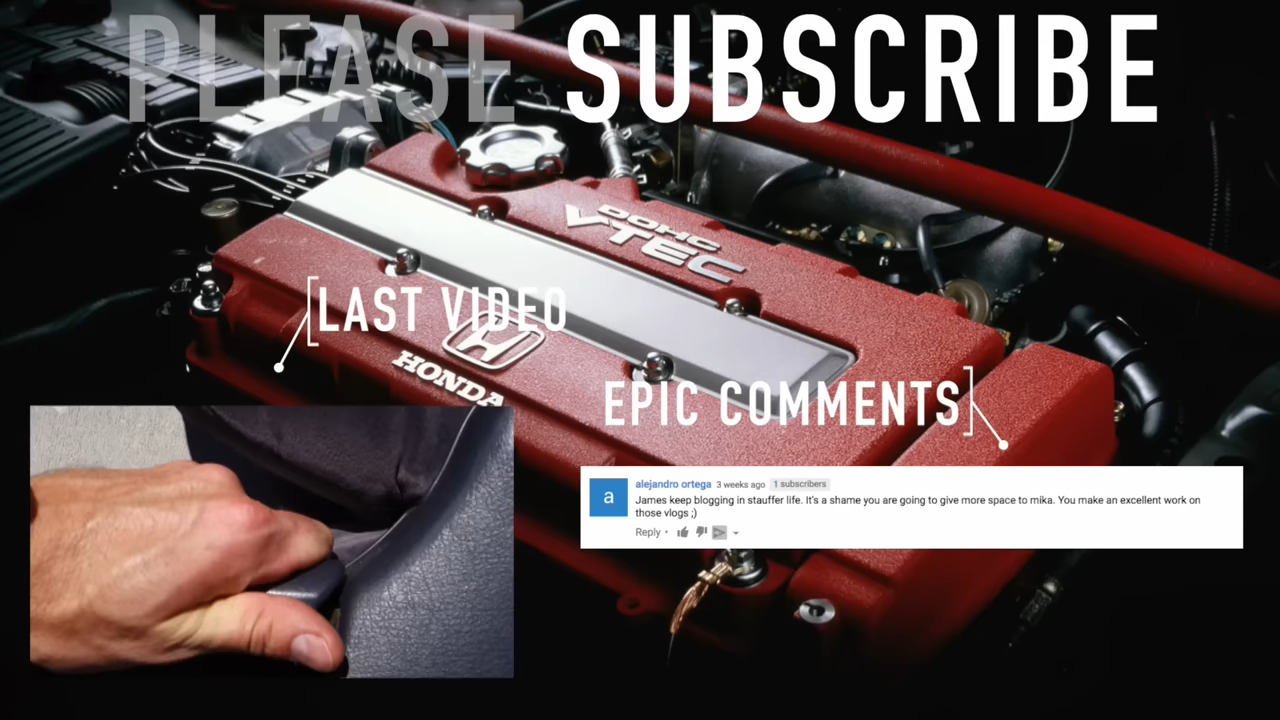 PLEASE SUBSCRIBE
DOHC
VTEC
LAST VIDEO
HONDA
EPIC COMMENTS
a
alejandro ortega 3 weeks ago 1 subscribers
James keep blogging in stauffer life. It's a shame you are going to give more space to mika. You make an excellent work on
those vlogs ;)
Reply •